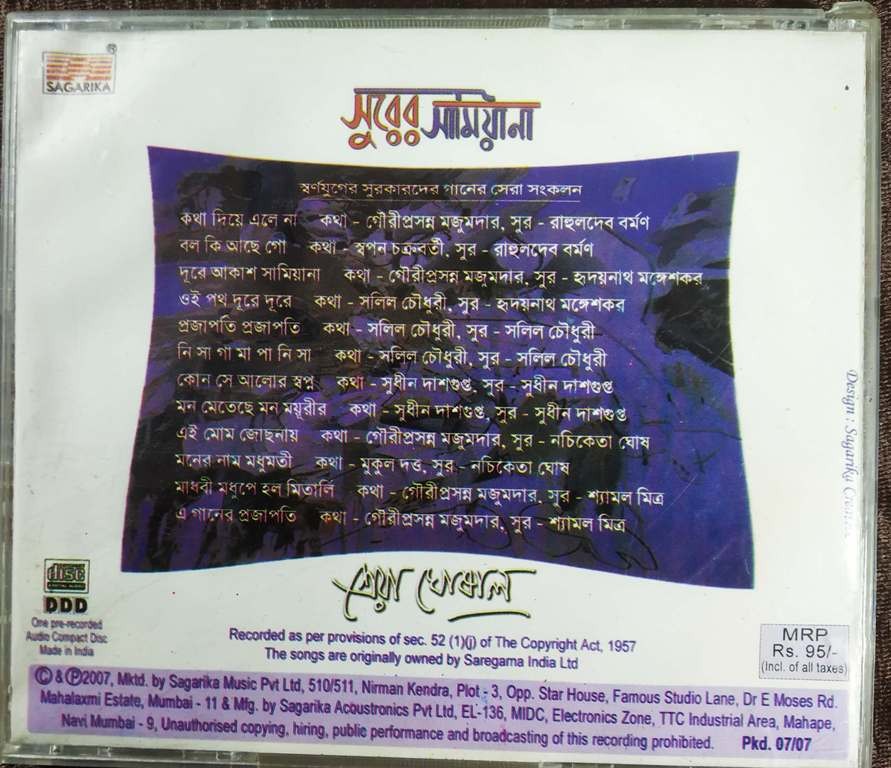 SAGARIKA
সুরের সামিয়ানা
স্বর্ণযুগের সুরকারদের গানের সেরা সংকলন
কথা দিয়ে এলে না কথা - গৌরীপ্রসন্ন মজুমদার, সুর - রাহুলদেব বর্মণ
বল কি আছে গো - কথা - স্বপন চক্রবর্তী, সুর - রাহুলদেব বর্মণ
দূরে আকাশ সামিয়ানা কথা - গৌরীপ্রসন্ন মজুমদার, সুর - হৃদয়নাথ মঙ্গেশকর
ওই পথ দূরে দূরে কথা - সলিল চৌধুরী, সুর - হৃদয়নাথ মঙ্গেশকর
প্রজাপতি প্রজাপতি কথা - সলিল চৌধুরী, সুর - সলিল চৌধুরী
নি সা গা মা পা নি সা কথা - সলিল চৌধুরী, সুর - সলিল চৌধুরী
কোন সে আলোর স্বপ্ন কথা - সুধীন দাশগুপ্ত, সুর - সুধীন দাশগুপ্ত
মন মেতেছে মন ময়ূরীর কথা - সুধীন দাশগুপ্ত, সুর - সুধীন দাশগুপ্ত
এই মোম জোছনায় কথা - গৌরীপ্রসন্ন মজুমদার, সুর - নচিকেতা ঘোষ
মনের নাম মধুমতী কথা - মুকুল দত্ত, সুর - নচিকেতা ঘোষ
মাধবী মধুপে হল মিতালি কথা - গৌরীপ্রসন্ন মজুমদার, সুর - শ্যামল মিত্র
এ গানের প্রজাপতি কথা - গৌরীপ্রসন্ন মজুমদার, সুর - শ্যামল মিত্র
শ্রেয়া ঘোষাল
Design : Sagarika
disc
DDD
One pre-recorded
Audio Compact Disc
Made in India
Recorded as per provisions of sec. 52 (1)(j) of The Copyright Act, 1957
The songs are originally owned by Saregama India Ltd
MRP
Rs. 95/-
(Incl. of all taxes)
© & ℗2007, Mktd. by Sagarika Music Pvt Ltd, 510/511, Nirman Kendra, Plot - 3, Opp. Star House, Famous Studio Lane, Dr E Moses Rd.
Mahalaxmi Estate, Mumbai - 11 & Mfg. by Sagarika Acoustronics Pvt Ltd, EL-136, MIDC, Electronics Zone, TTC Industrial Area, Mahape,
Navi Mumbai - 9, Unauthorised copying, hiring, public performance and broadcasting of this recording prohibited. Pkd. 07/07